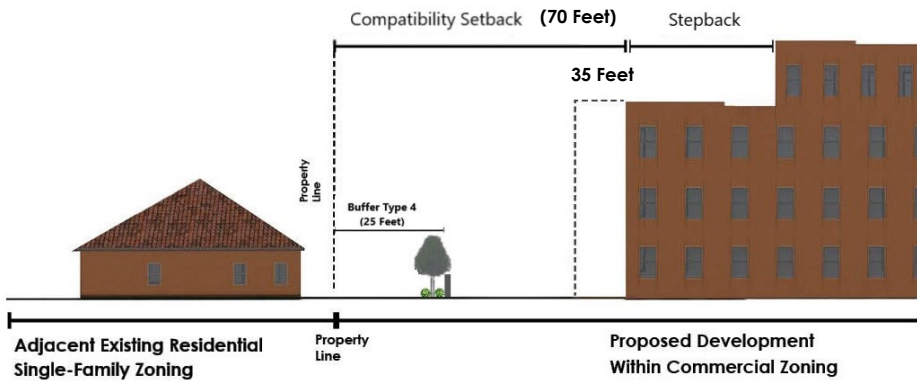 Compatibility Setback (70 Feet) Stepback
35 Feet
Property
Line
Buffer Type 4
(25 Feet)
Property
Line
Adjacent Existing Residential
Single-Family Zoning
Proposed Development
Within Commercial Zoning